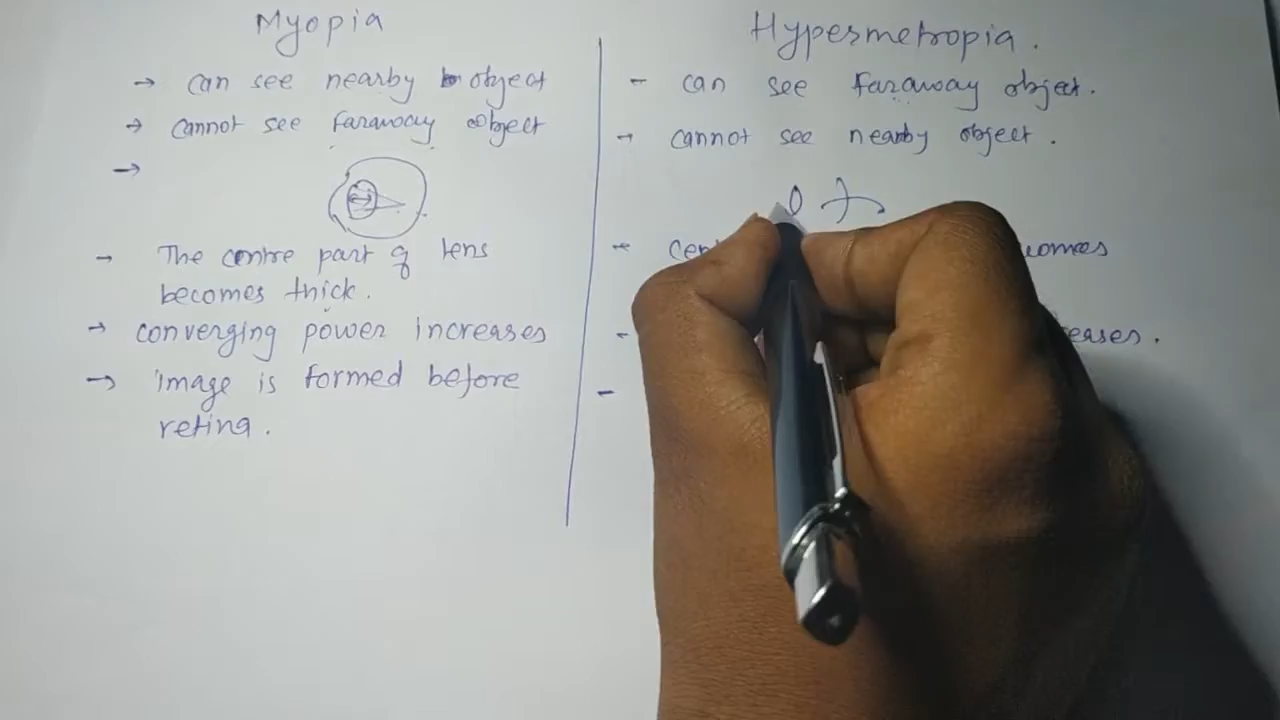 Myopia
→ can see nearby object
→ cannot see faraway object
→
→ The centre part of lens
becomes thick.
→ converging power increases
→ image is formed before
retina.
Hypermetropia.
- can see faraway object.
→ cannot see nearby object.
→
-
-